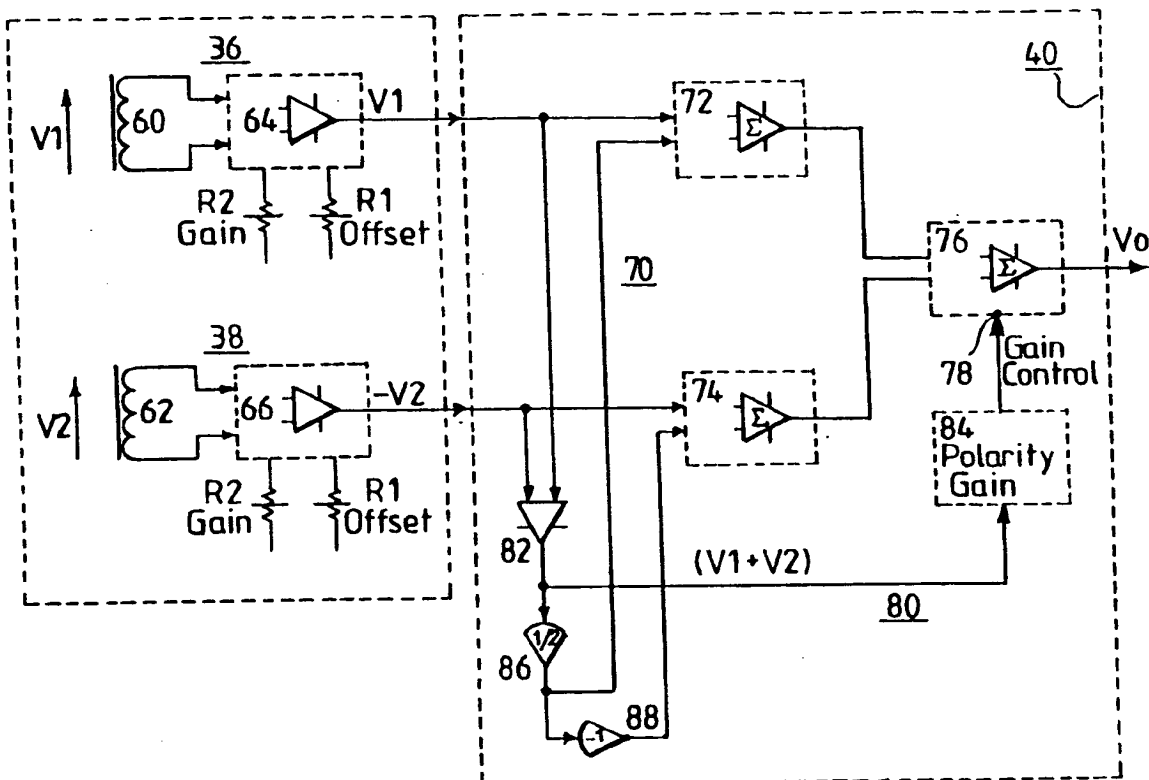 36
40
V1
60
64
V1
72
Σ
R2
Gain
R1
Offset
70
76
Σ
Vo
38
78
Gain
Control
V2
62
66
-V2
74
Σ
84
Polarity
Gain
R2
Gain
R1
Offset
82
(V1+V2)
80
1/2
86
-1
88